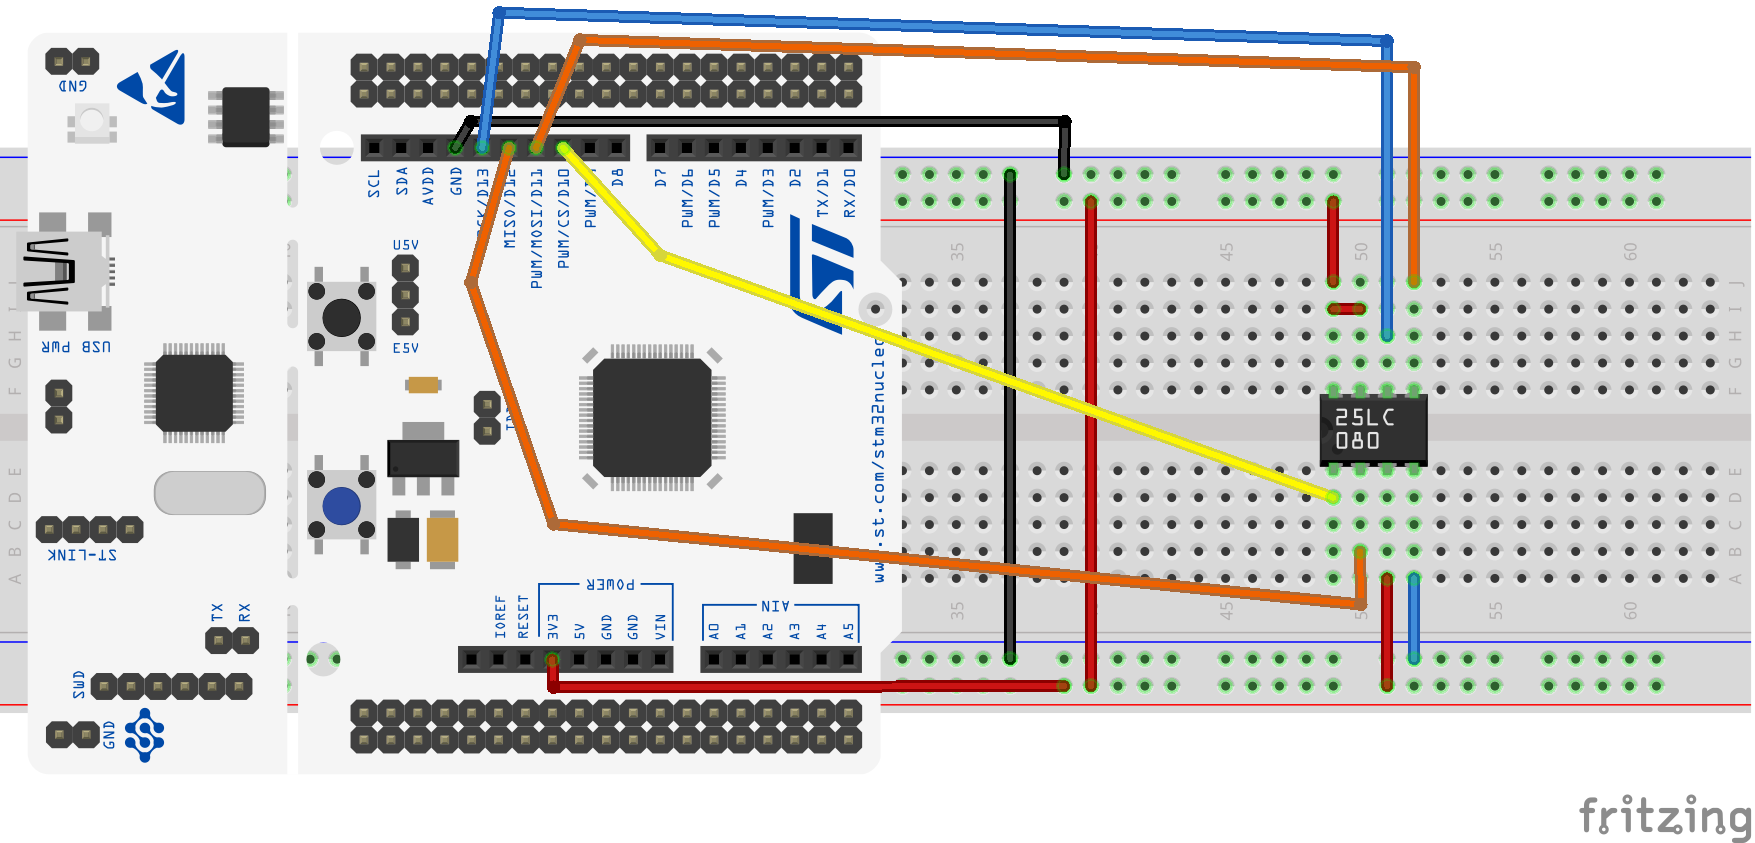 GND
SCL
SDA
AVDD
GND
CK/D13
MISO/D12
PWM/MOSI/D11
PWM/CS/D10
PWM/
D8
D7
PWM/D6
PWM/D5
D4
PWM/D3
D2
TX/D1
RX/D0
35
45
50
55
60
U5V
E5V
USB PWR
ST
J
I
H
G
F
25LC
080
www.st.com/stm32nucleo
E
D
C
B
A
ST-LINK
TX
RX
IOREF
RESET
3V3
5V
GND
GND
VIN
POWER
AIN
A0
A1
A2
A3
A4
A5
35
45
55
60
SWD
GND
fritzing